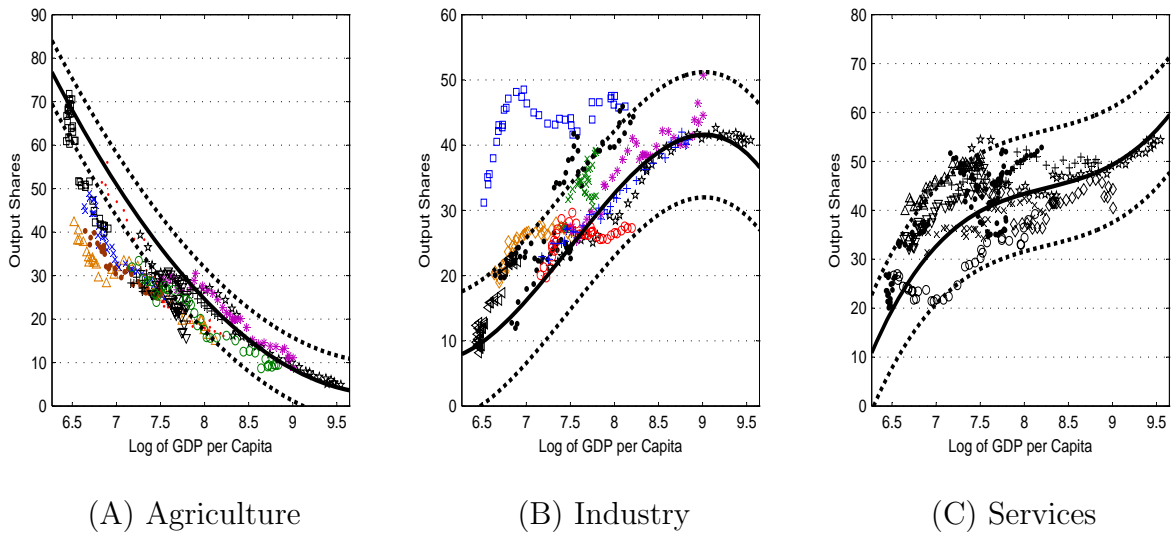 90
80
70
60
50
40
30
20
10
0
Output Shares
6.5 7 7.5 8 8.5 9 9.5
Log of GDP per Capita
(A) Agriculture
60
50
40
30
20
10
0
Output Shares
6.5 7 7.5 8 8.5 9 9.5
Log of GDP per Capita
(B) Industry
80
70
60
50
40
30
20
10
0
Output Shares
6.5 7 7.5 8 8.5 9 9.5
Log of GDP per Capita
(C) Services